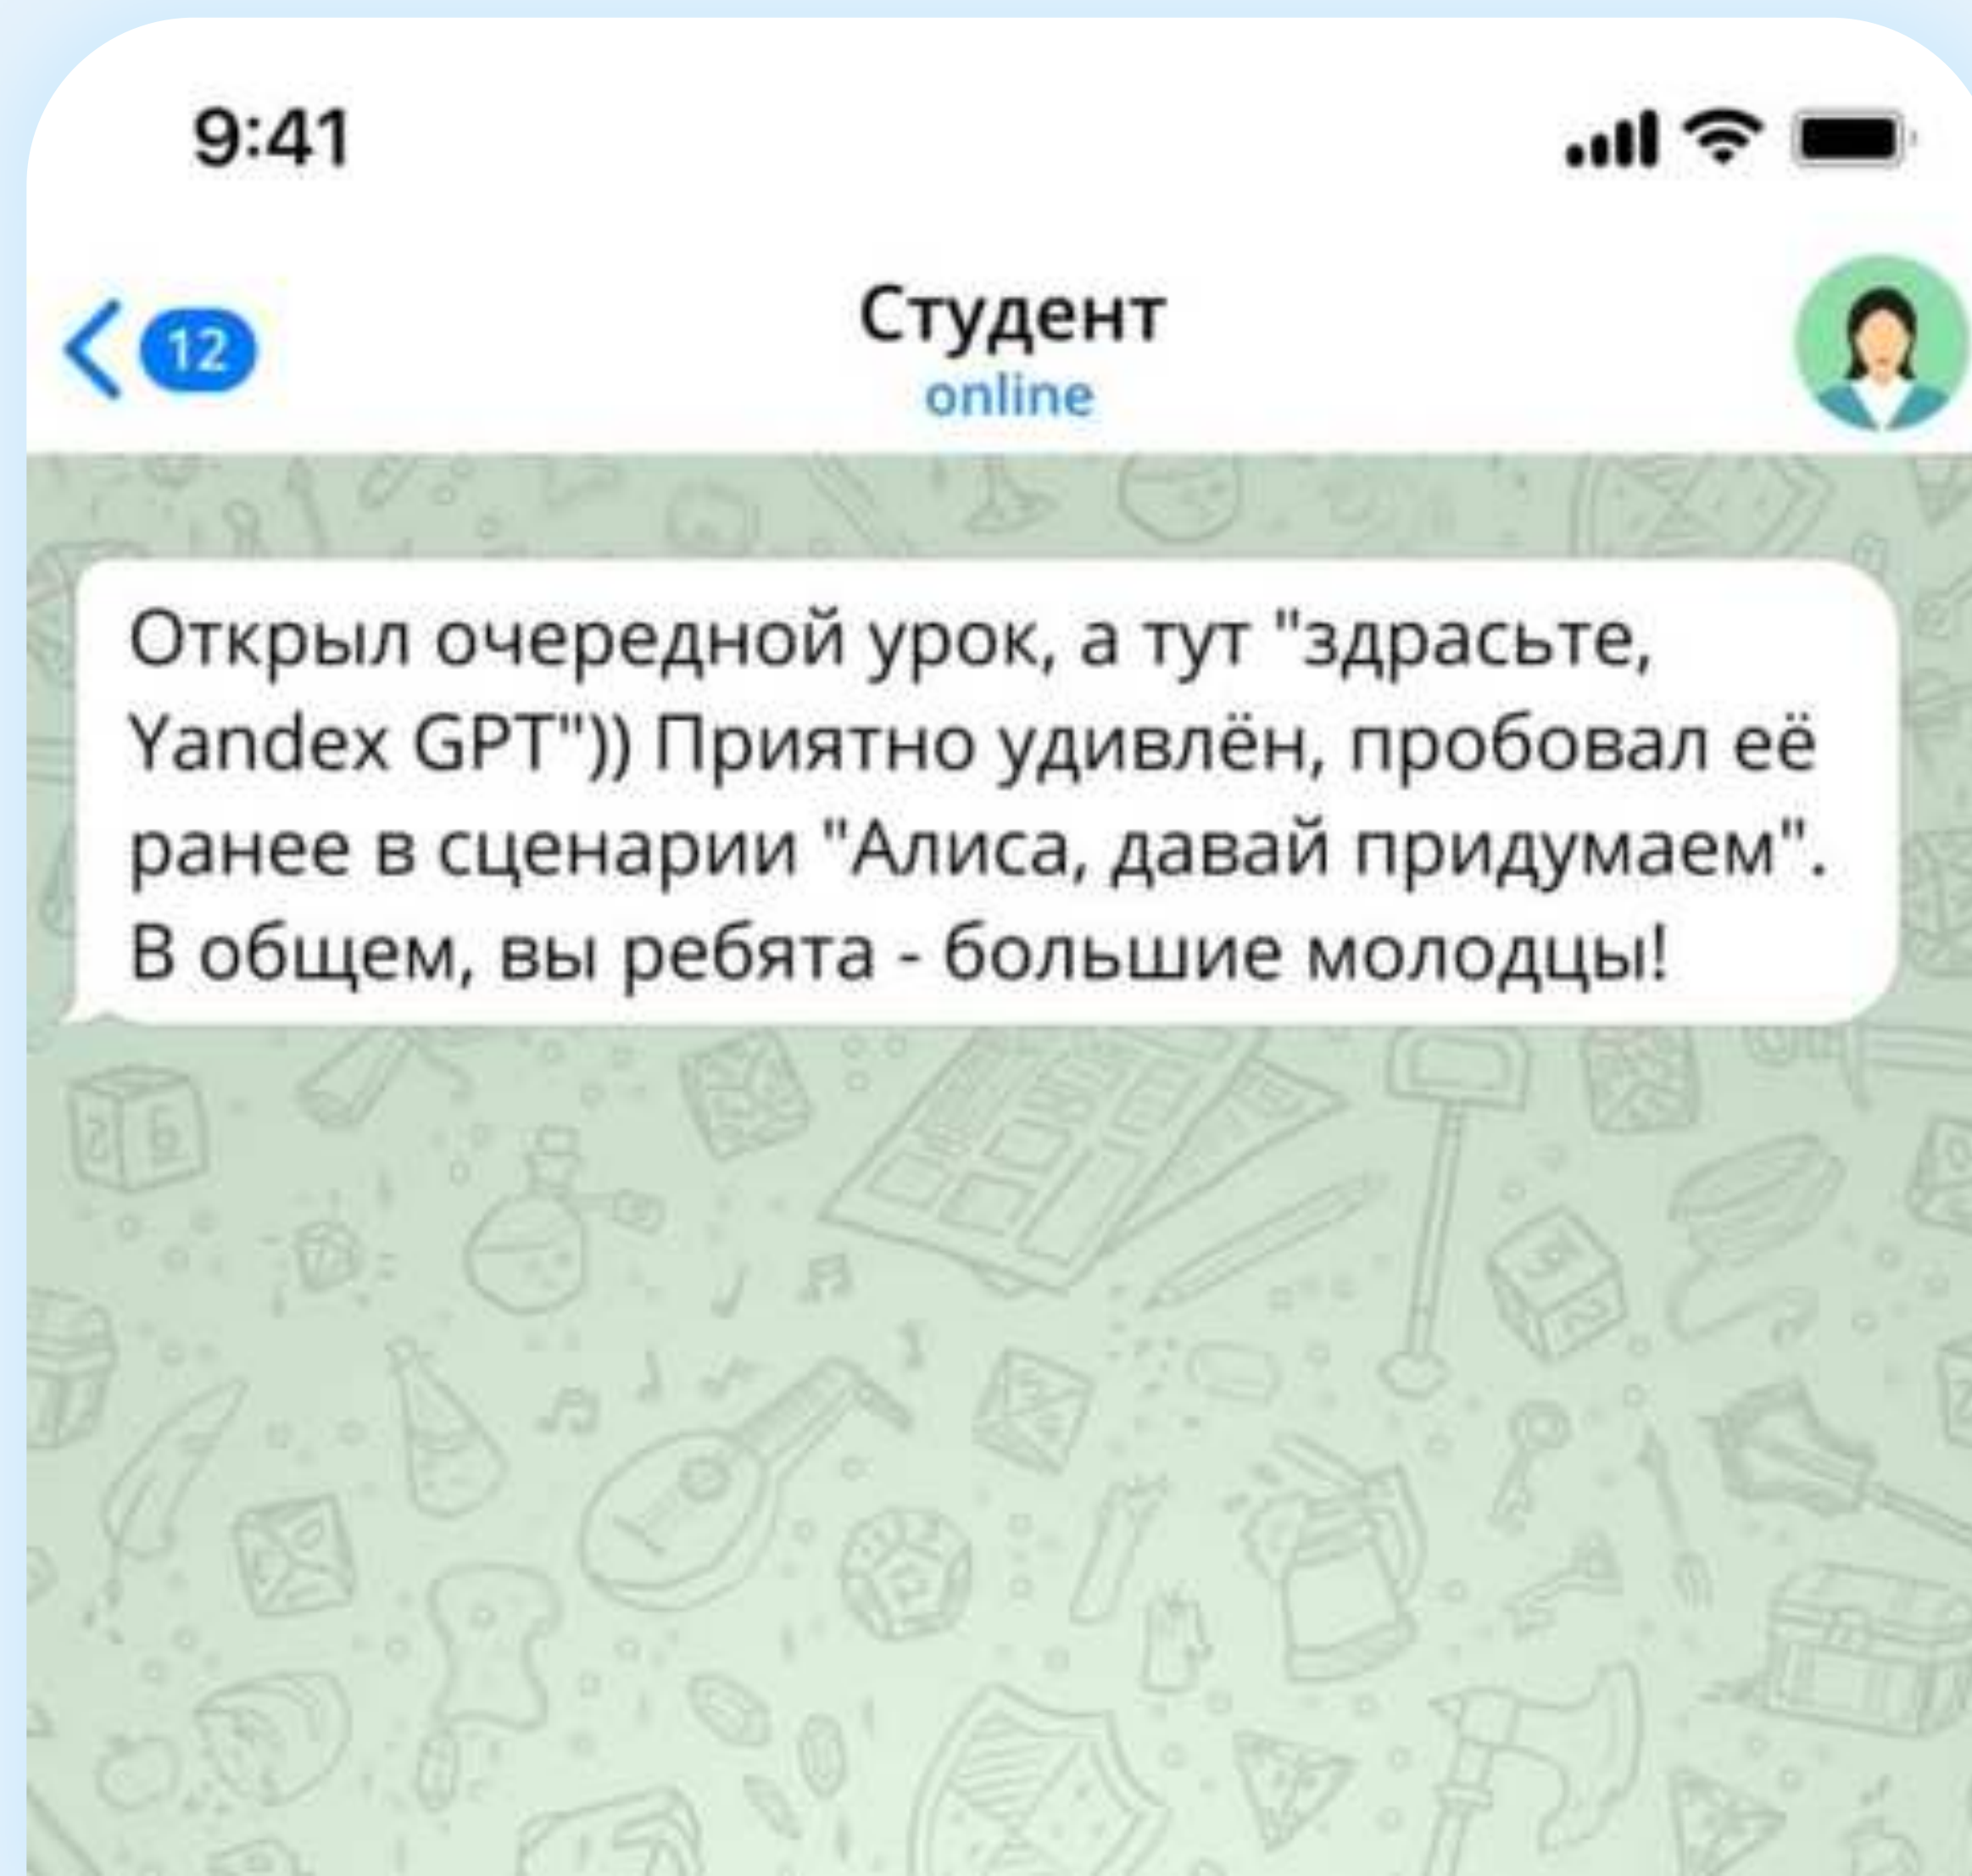 9:41
12
Студент
online
Открыл очередной урок, а тут "здрасьте,
Yandex GPT")) Приятно удивлён, пробовал её
ранее в сценарии "Алиса, давай придумаем".
В общем, вы ребята - большие молодцы!